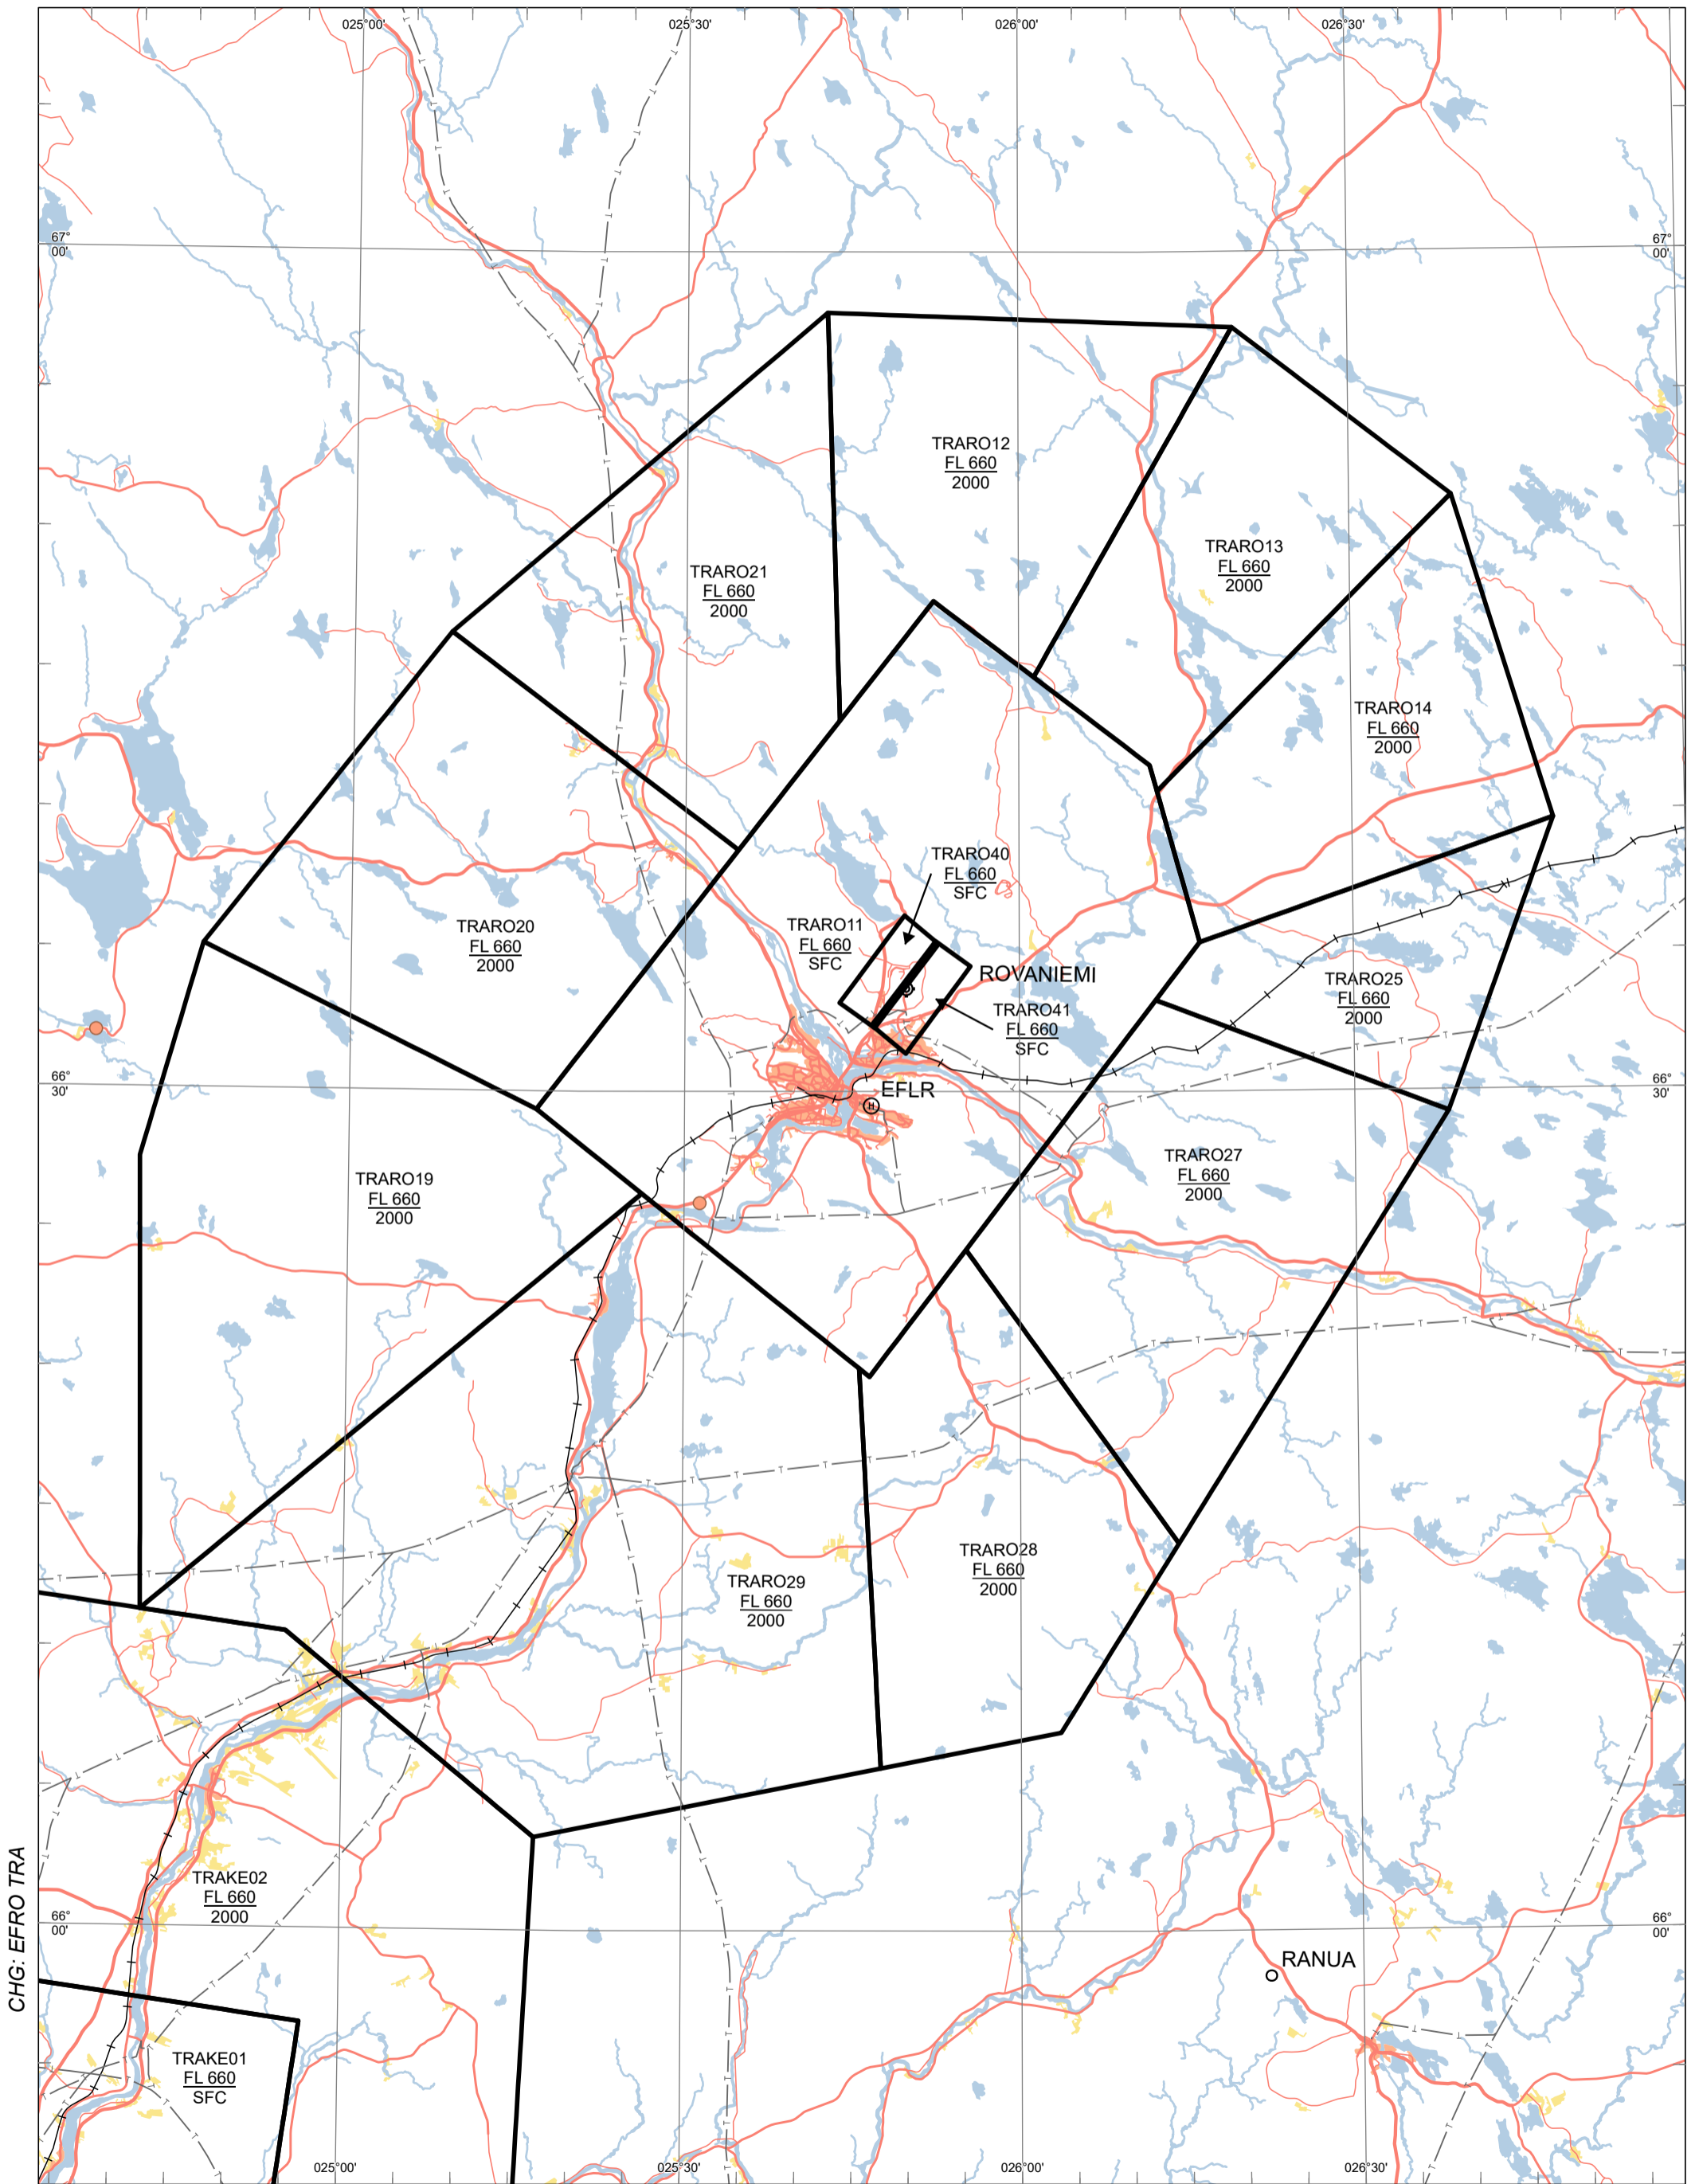 025°00'
025°30'
026°00'
026°30'
67°
00'
67°
00'
TRARO12
FL 660
2000
TRARO13
FL 660
2000
TRARO21
FL 660
2000
TRARO14
FL 660
2000
TRARO40
FL 660
SFC
TRARO20
FL 660
2000
TRARO11
FL 660
SFC
ROVANIEMI
TRARO25
FL 660
2000
TRARO41
FL 660
SFC
66°
30'
EFLR
H
66°
30'
TRARO19
FL 660
2000
TRARO27
FL 660
2000
TRARO28
FL 660
2000
TRARO29
FL 660
2000
CHG: EFRO TRA
TRAKE02
FL 660
2000
66°
00'
66°
00'
RANUA
TRAKE01
FL 660
SFC
025°00'
025°30'
026°00'
026°30'